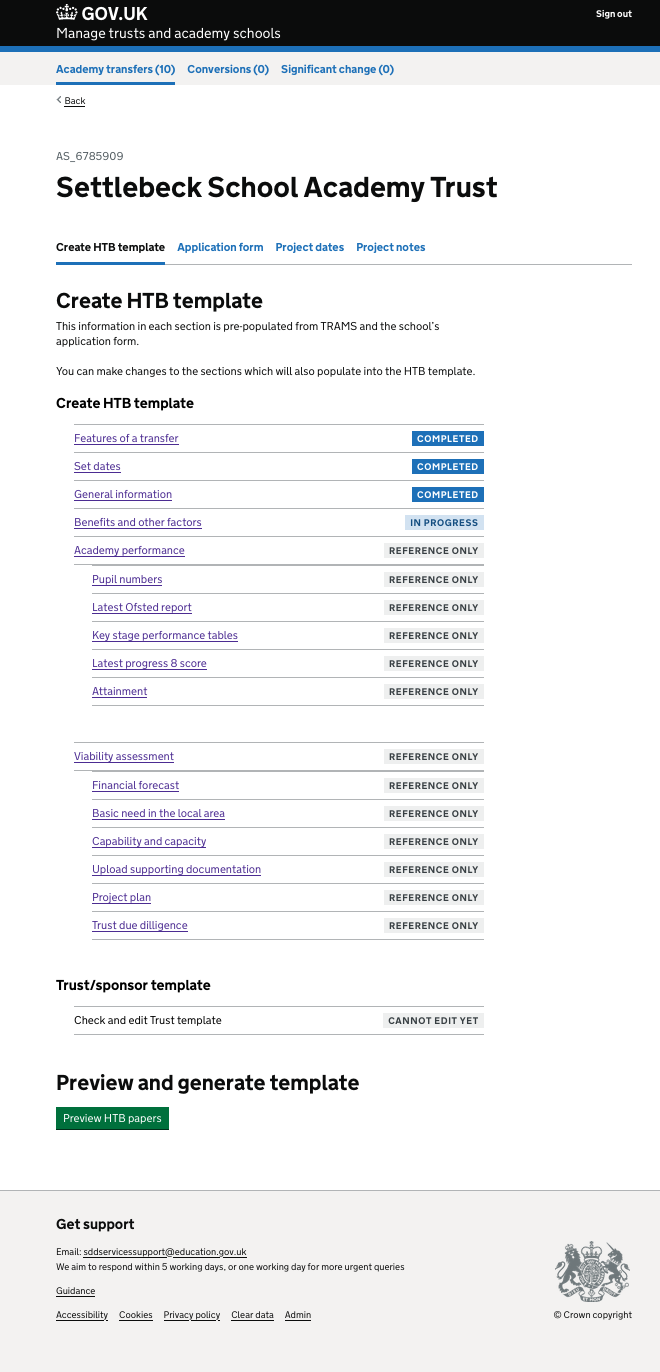 GOV.UK
Sign out
Manage trusts and academy schools
Academy transfers (10) Conversions (0) Significant change (0)
Back
AS_6785909
Settlebeck School Academy Trust
Create HTB template Application form Project dates Project notes
Create HTB template
This information in each section is pre-populated from TRAMS and the school's
application form.
You can make changes to the sections which will also populate into the HTB template.
Create HTB template
Features of a transfer COMPLETED
Set dates COMPLETED
General information COMPLETED
Benefits and other factors IN PROGRESS
Academy performance REFERENCE ONLY
Pupil numbers REFERENCE ONLY
Latest Ofsted report REFERENCE ONLY
Key stage performance tables REFERENCE ONLY
Latest progress 8 score REFERENCE ONLY
Attainment REFERENCE ONLY
Viability assessment REFERENCE ONLY
Financial forecast REFERENCE ONLY
Basic need in the local area REFERENCE ONLY
Capability and capacity REFERENCE ONLY
Upload supporting documentation REFERENCE ONLY
Project plan REFERENCE ONLY
Trust due dilligence REFERENCE ONLY
Trust/sponsor template
Check and edit Trust template CANNOT EDIT YET
Preview and generate template
Preview HTB papers
Get support
Email: sddservicessupport@education.gov.uk
We aim to respond within 5 working days, or one working day for more urgent queries
Guidance
Accessibility Cookies Privacy policy Clear data Admin
© Crown copyright